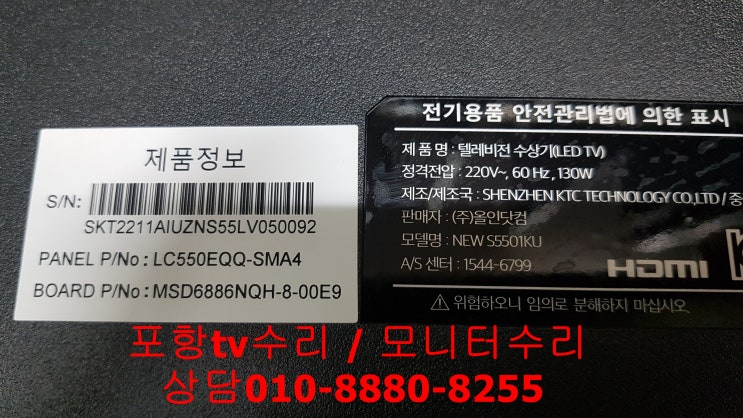 제품정보
S/N:
SKT2211AIUZNS55LV050092
PANEL P/No : LC550EQQ-SMA4
BOARD P/No : MSD6886NQH-8-00E9
전기용품 안전관리법에 의한 표시
제 품 명 : 텔레비전 수상기(LED TV)
정격전압 : 220V~, 60 Hz , 130W
제조/제조국 : SHENZHEN KTC TECHNOLOGY CO,LTD / 중
판매자 : (주)올인닷컴
모델명 : NEW S5501KU
A/S 센터 : 1544-6799
HDMI
⚠ 위험하오니 임의로 분해하지 마십시오.
포항tv수리 / 모니터수리
상담010-8880-8255